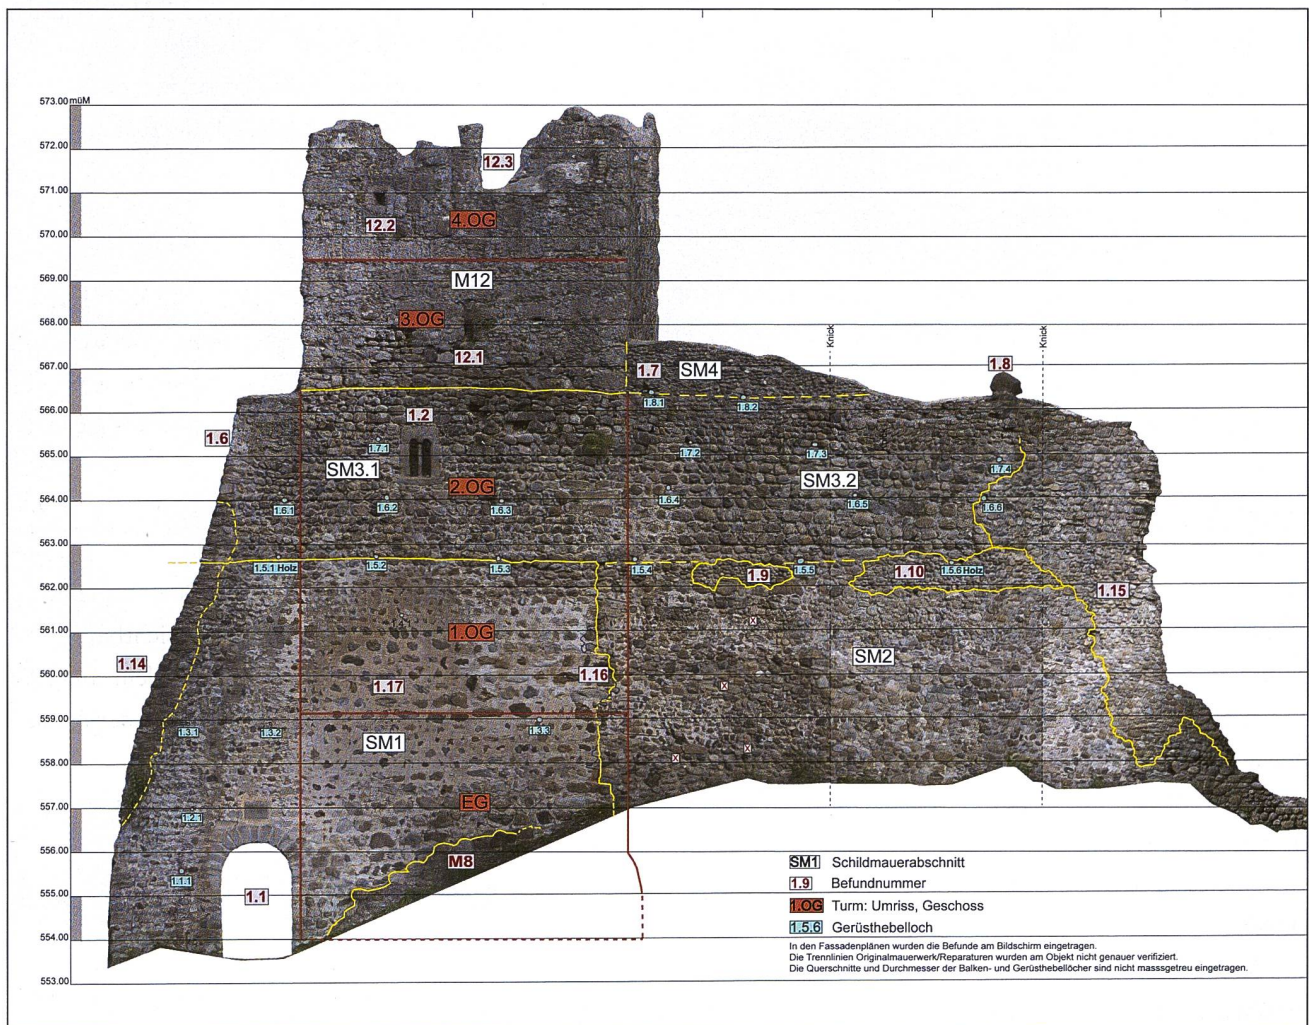 573.00 müM
572.00
12.3
571.00
12.2
4.OG
570.00
569.00
M12
3.OG
568.00
Knick
Knick
12.1
567.00
1.7
SM4
1.8
1.8.1
1.8.2
566.00
1.2
1.6
1.7.1
1.7.2
1.7.3
565.00
SM3.1
SM3.2
1.7.4
2.OG
564.00
1.6.1
1.6.2
1.6.3
1.6.4
1.6.5
1.6.6
563.00
1.5.1 Holz
1.5.2
1.5.3
1.5.4
1.9
1.5.5
1.10
1.5.6 Holz
562.00
1.15
561.00
1.OG
X
1.14
1.16
SM2
560.00
1.17
X
559.00
1.3.1
1.3.2
SM1
1.3.3
X
X
558.00
557.00
1.2.1
EG
556.00
M8
SM1 Schildmauerabschnitt
1.1.1
1.1
1.9 Befundnummer
555.00
1.OG Turm: Umriss, Geschoss
1.5.6 Gerüsthebelloch
554.00
In den Fassadenplänen wurden die Befunde am Bildschirm eingetragen.
Die Trennlinien Originalmauerwerk/Reparaturen wurden am Objekt nicht genauer verifiziert.
Die Querschnitte und Durchmesser der Balken- und Gerüsthebellöcher sind nicht masssgetreu eingetragen.
553.00